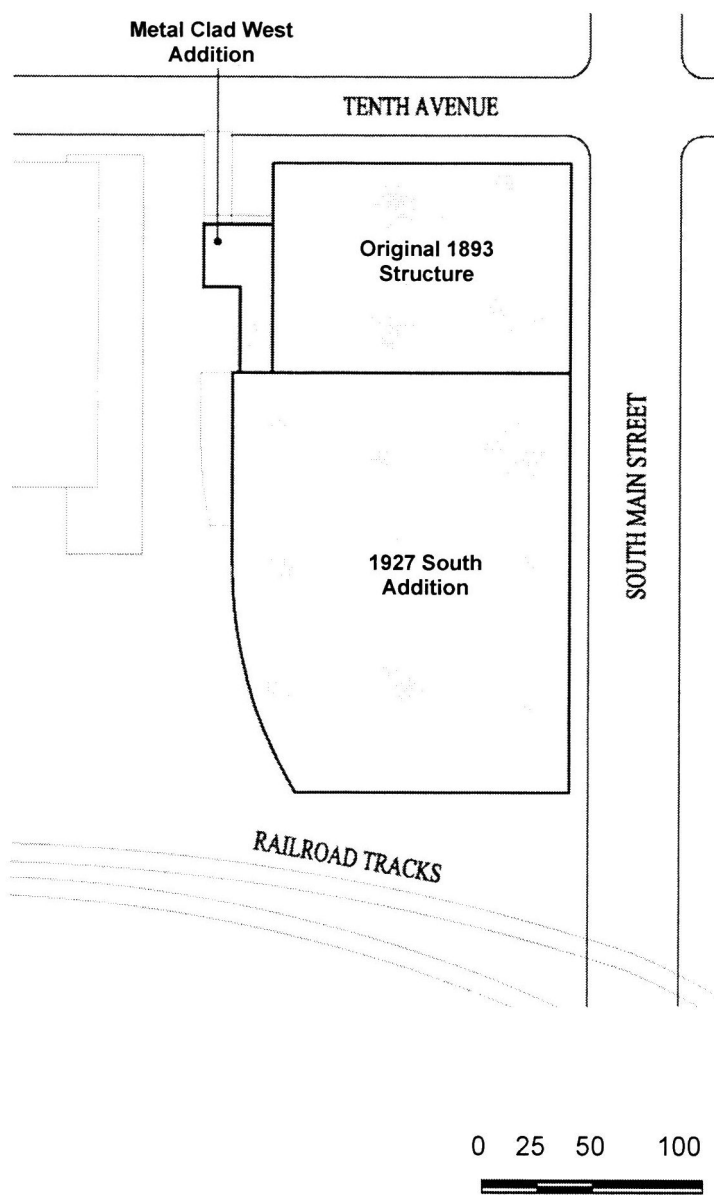 Metal Clad West
Addition
TENTH AVENUE
Original 1893
Structure
SOUTH MAIN STREET
1927 South
Addition
RAILROAD TRACKS
0 25 50 100